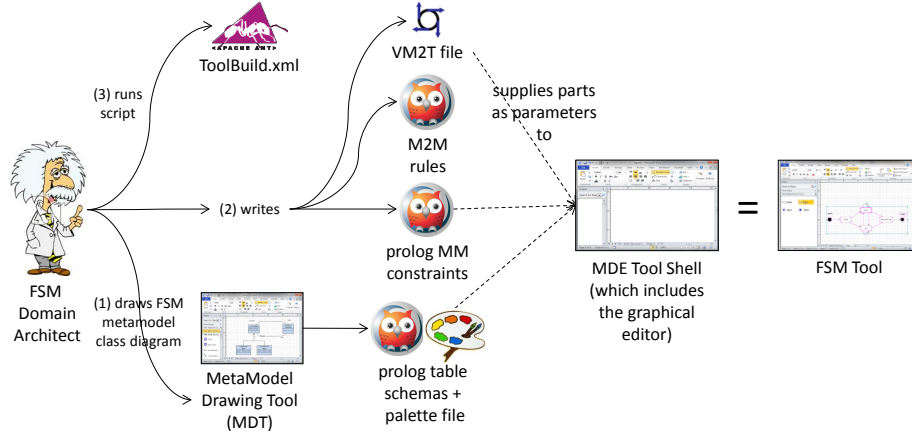 <APACHE ANT>
ToolBuild.xml
VM2T file
(3) runs
script
supplies parts
as parameters
to
M2M
rules
(2) writes
=
prolog MM
constraints
MDE Tool Shell
(which includes
the graphical
editor)
FSM Tool
FSM
Domain
Architect
(1) draws FSM
metamodel
class diagram
MetaModel
Drawing Tool
(MDT)
prolog table
schemas +
palette file